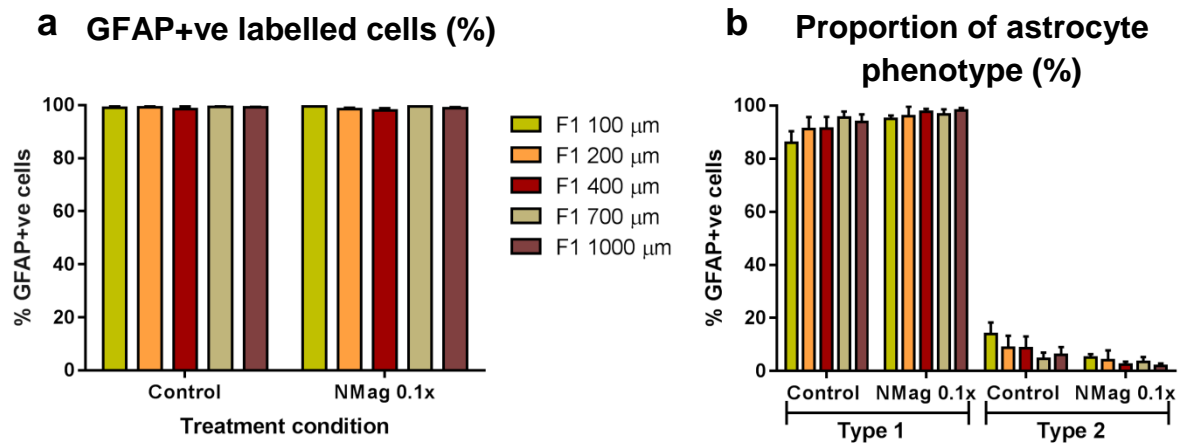 a GFAP+ve labelled cells (%)
% GFAP+ve cells
100
80
60
40
20
0
Control NMag 0.1x
Treatment condition
F1 100 µm
F1 200 µm
F1 400 µm
F1 700 µm
F1 1000 µm
b Proportion of astrocyte
phenotype (%)
% GFAP+ve cells
100
80
60
40
20
0
Control NMag 0.1x Control NMag 0.1x
Type 1 Type 2